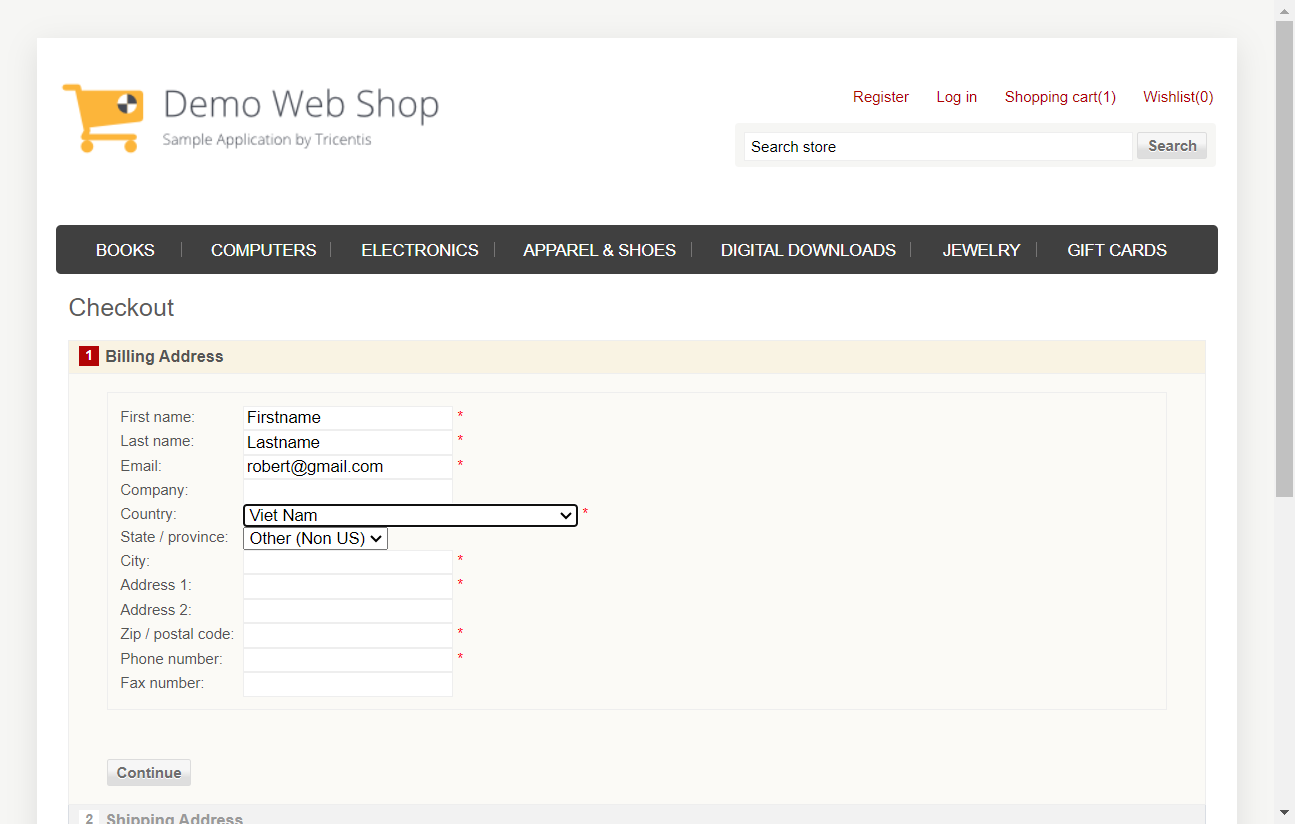 Demo Web Shop
Sample Application by Tricentis
Register Log in Shopping cart(1) Wishlist(0)
Search store Search
BOOKS COMPUTERS ELECTRONICS APPAREL & SHOES DIGITAL DOWNLOADS JEWELRY GIFT CARDS
Checkout
1 Billing Address
First name: Firstname *
Last name: Lastname *
Email: robert@gmail.com *
Company:
Country: Viet Nam *
State / province: Other (Non US)
City: *
Address 1: *
Address 2:
Zip / postal code: *
Phone number: *
Fax number:
Continue
2 Shipping Address